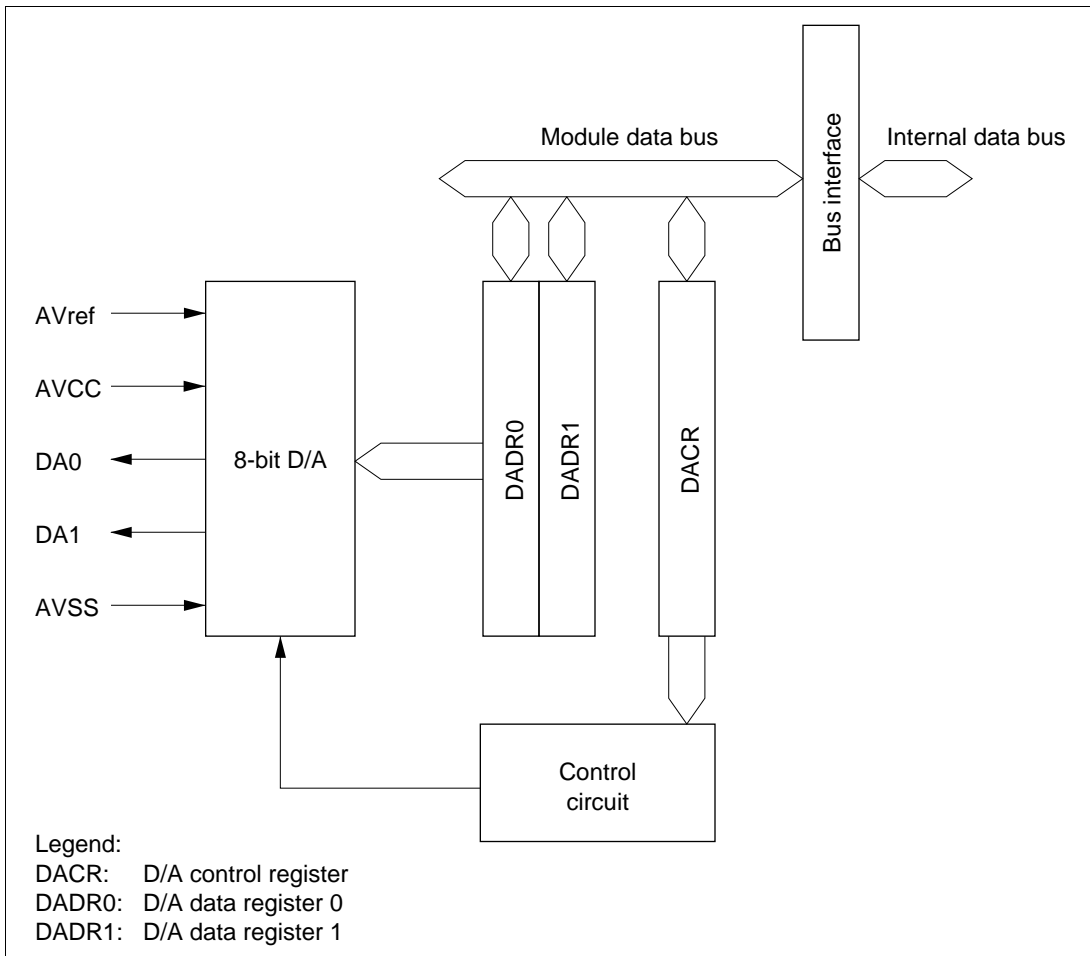 Module data bus
Internal data bus
Bus interface
AVref
AVCC
DA0
DA1
AVSS
8-bit D/A
DADR0
DADR1
DACR
Control
circuit
Legend:
DACR: D/A control register
DADR0: D/A data register 0
DADR1: D/A data register 1